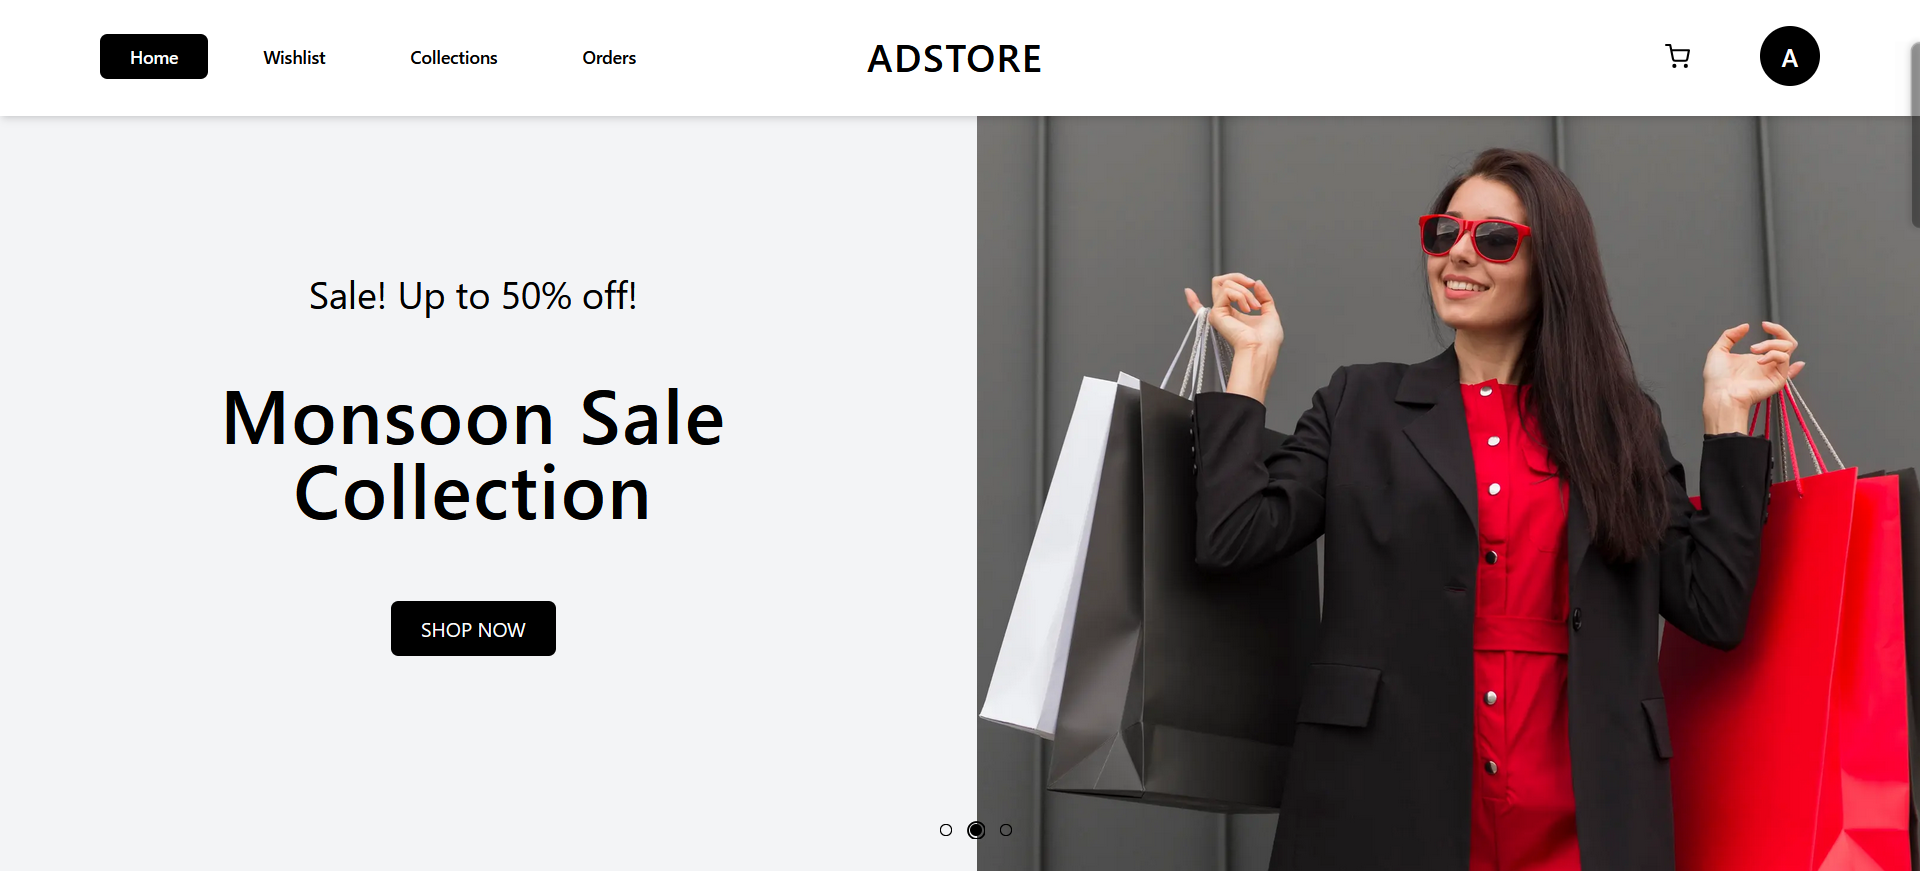 Home Wishlist Collections Orders ADSTORE A
Sale! Up to 50% off!
Monsoon Sale
Collection
SHOP NOW